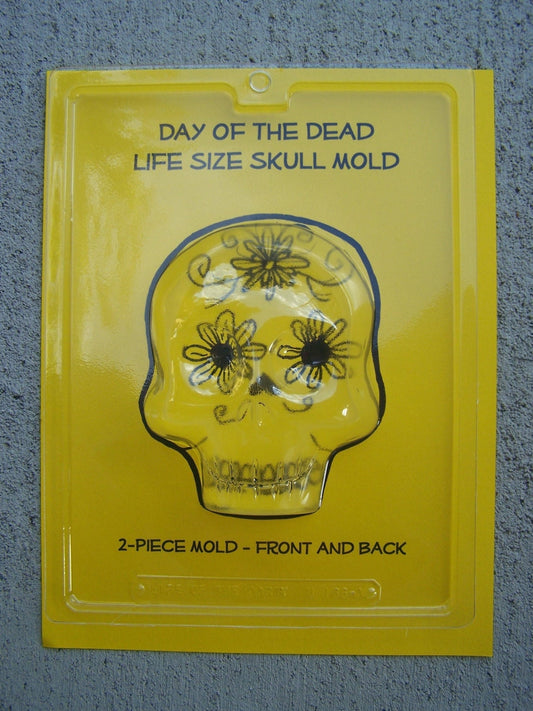 DAY OF THE DEAD
LIFE SIZE SKULL MOLD
2-PIECE MOLD - FRONT AND BACK